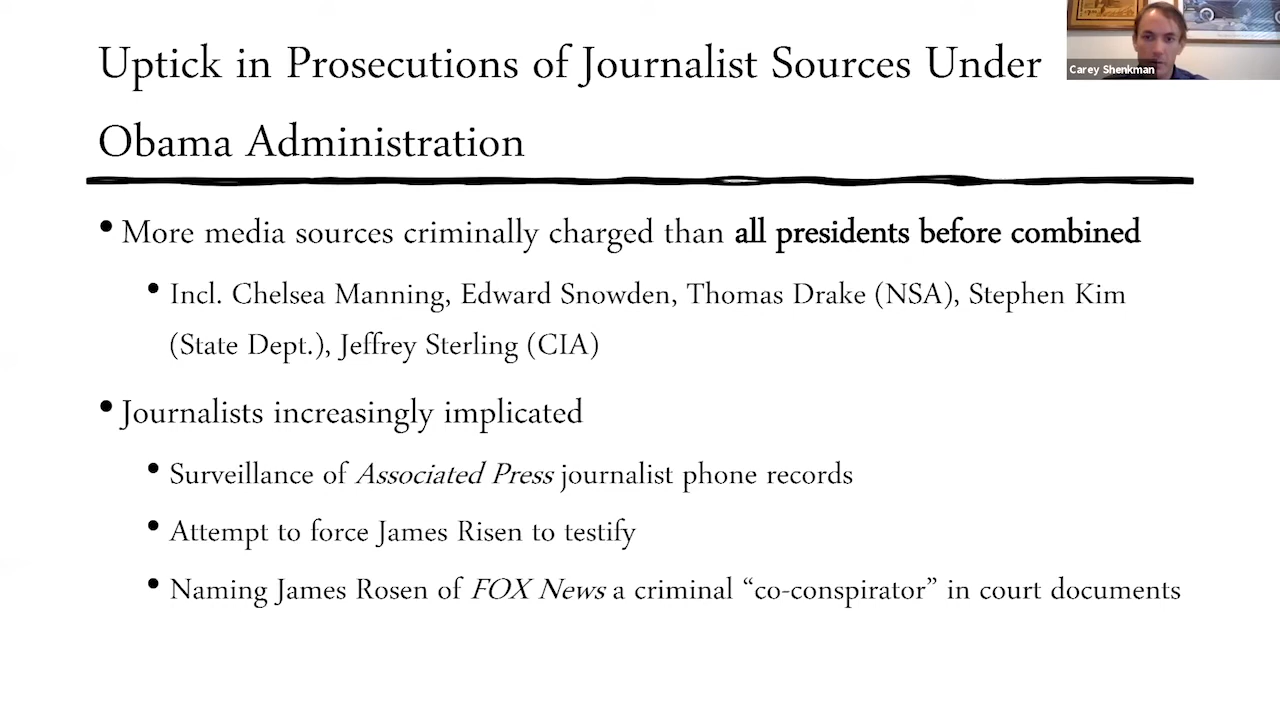 Uptick in Prosecutions of Journalist Sources Under
Obama Administration
Carey Shenkman
• More media sources criminally charged than all presidents before combined
• Incl. Chelsea Manning, Edward Snowden, Thomas Drake (NSA), Stephen Kim
(State Dept.), Jeffrey Sterling (CIA)
• Journalists increasingly implicated
• Surveillance of Associated Press journalist phone records
• Attempt to force James Risen to testify
• Naming James Rosen of FOX News a criminal “co-conspirator” in court documents